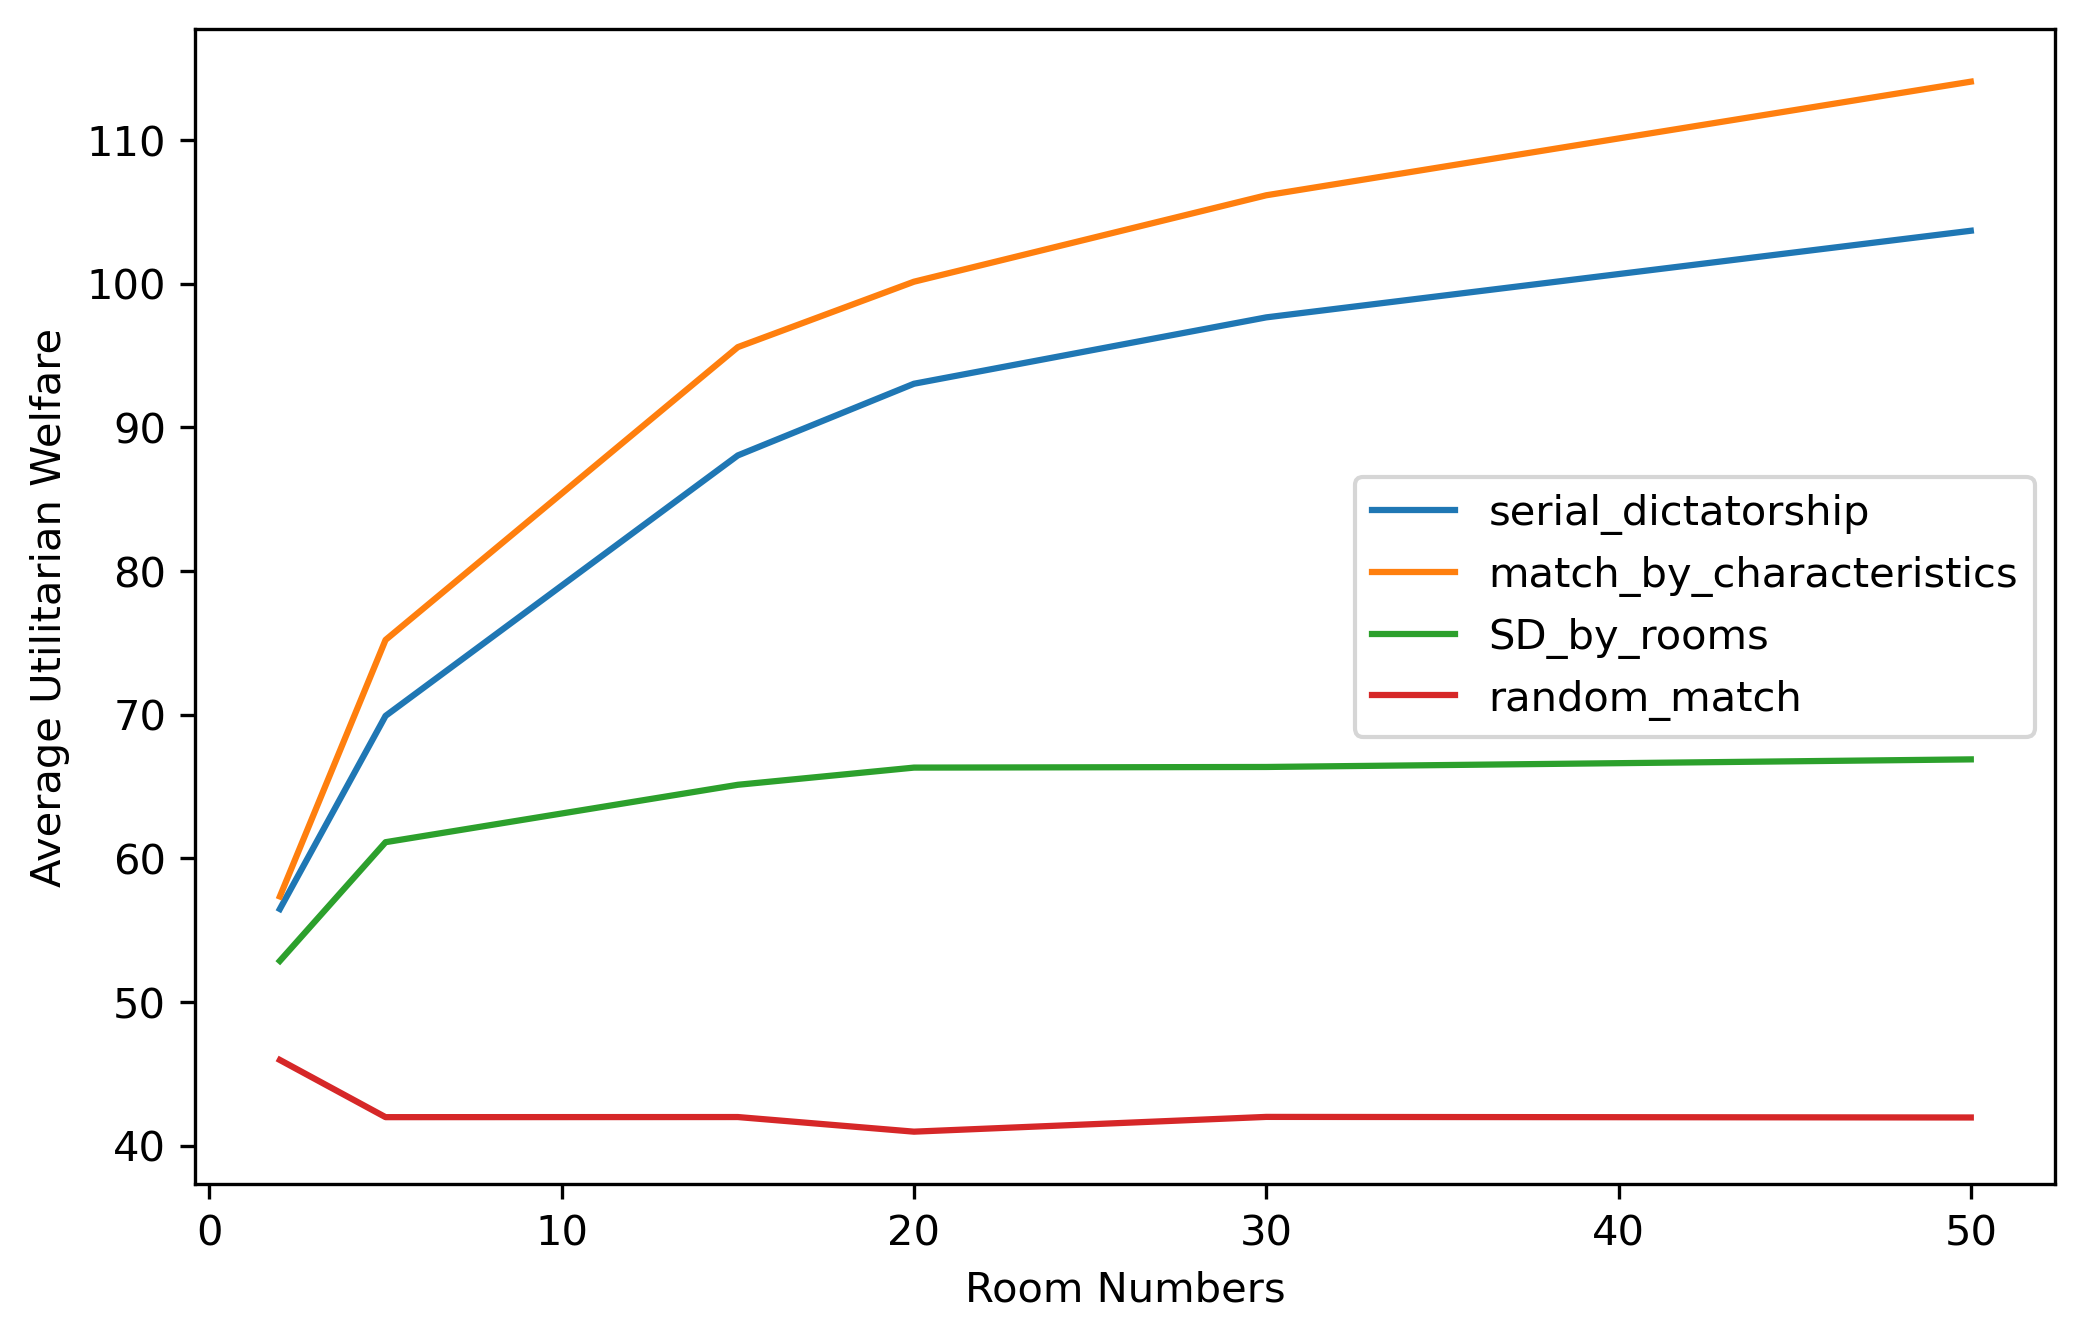 110
100
90
80
70
60
50
40
Average Utilitarian Welfare
serial_dictatorship
match_by_characteristics
SD_by_rooms
random_match
0 10 20 30 40 50
Room Numbers